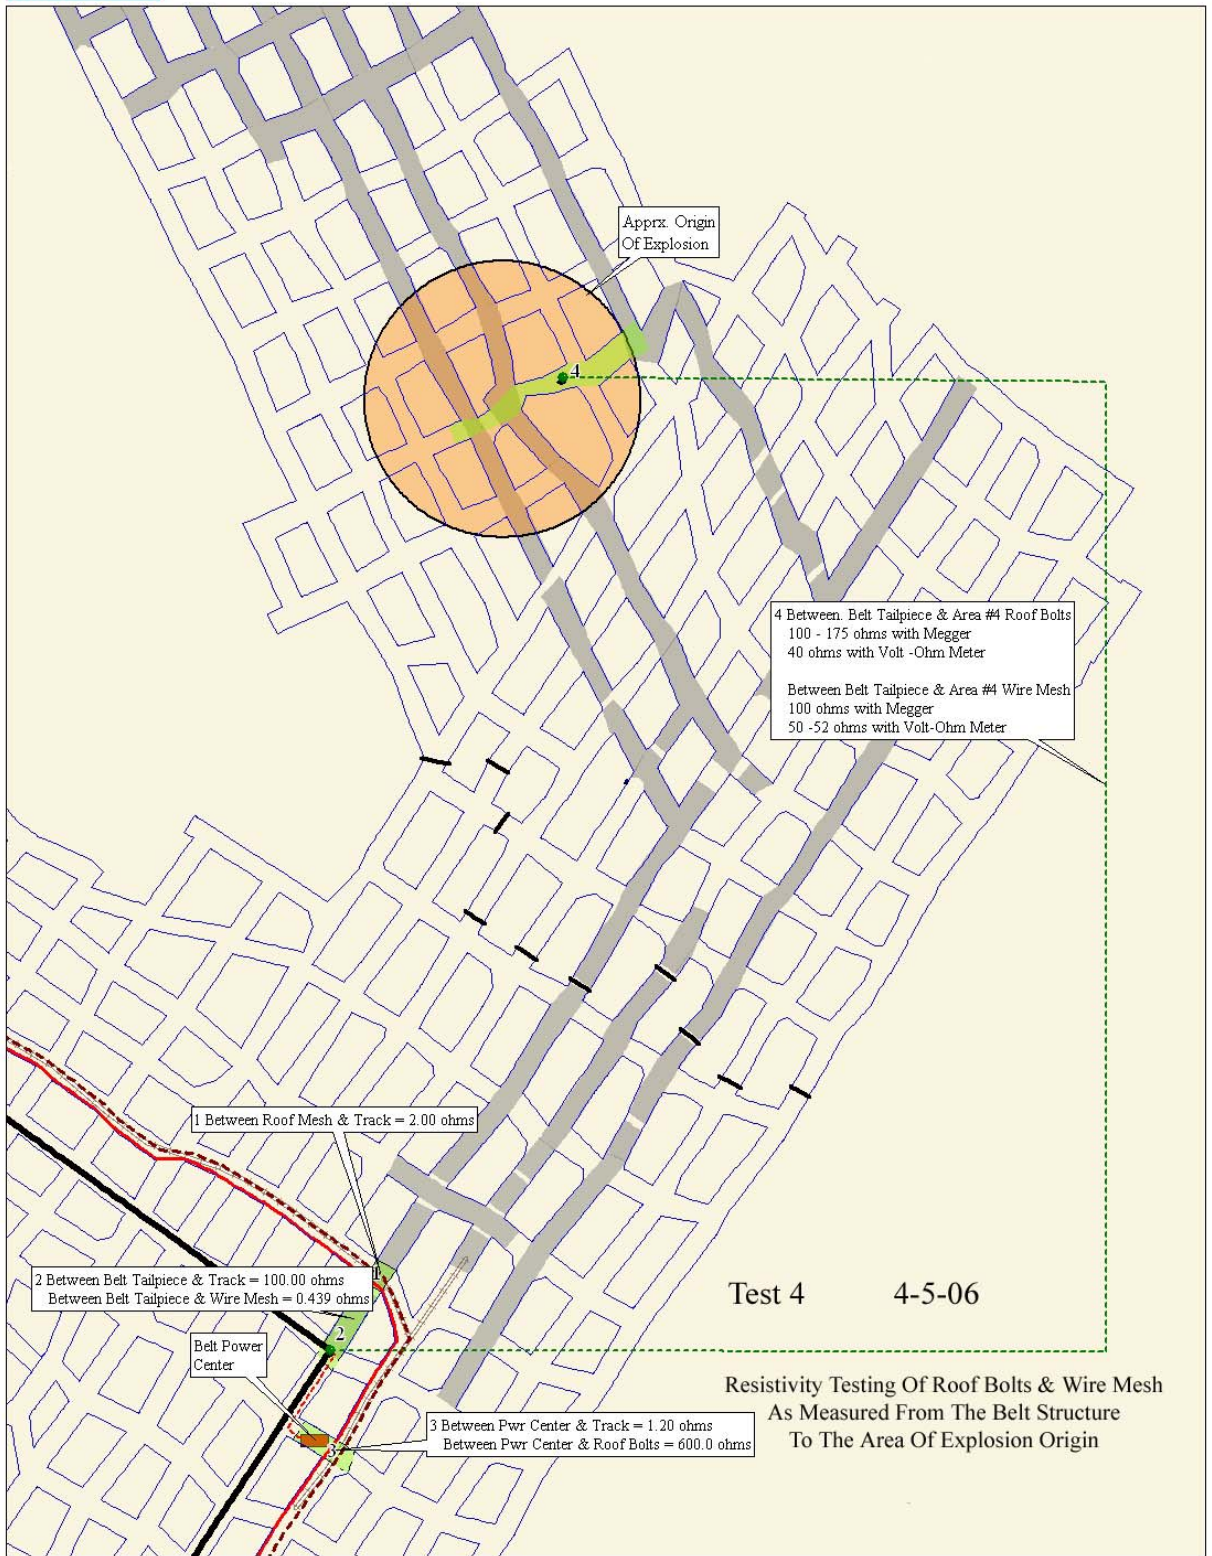 Apprx. Origin
Of Explosion
4
4 Between. Belt Tailpiece & Area #4 Roof Bolts
100 - 175 ohms with Megger
40 ohms with Volt -Ohm Meter
Between Belt Tailpiece & Area #4 Wire Mesh
100 ohms with Megger
50 -52 ohms with Volt-Ohm Meter
1 Between Roof Mesh & Track = 2.00 ohms
1
2 Between Belt Tailpiece & Track = 100.00 ohms
Between Belt Tailpiece & Wire Mesh = 0.439 ohms
2
Belt Power
Center
3 Between Pwr Center & Track = 1.20 ohms
Between Pwr Center & Roof Bolts = 600.0 ohms
3
Test 4 4-5-06
Resistivity Testing Of Roof Bolts & Wire Mesh
As Measured From The Belt Structure
To The Area Of Explosion Origin